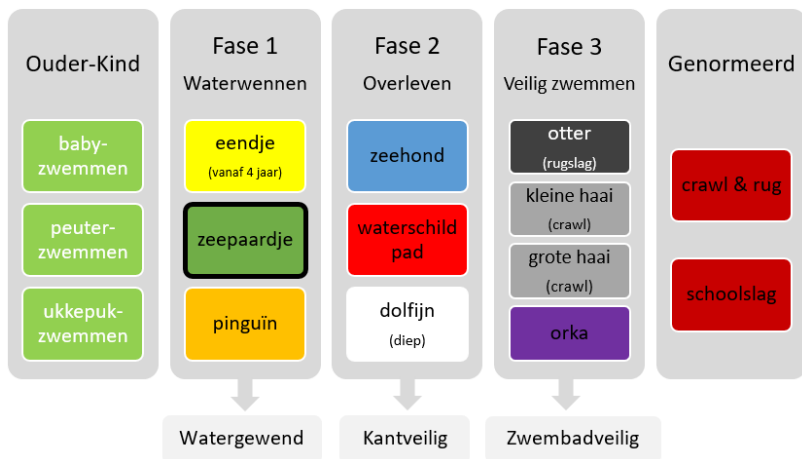 Ouder-Kind
baby-
zwemmen
peuter-
zwemmen
ukkepuk-
zwemmen
Fase 1
Waterwennen
eendje
(vanaf 4 jaar)
zeepaardje
pinguïn
Watergewend
Fase 2
Overleven
zeehond
waterschild
pad
dolfijn
(diep)
Kantveilig
Fase 3
Veilig zwemmen
otter
(rugslag)
kleine haai
(crawl)
grote haai
(crawl)
orka
Zwembadveilig
Genormeerd
crawl & rug
schoolslag